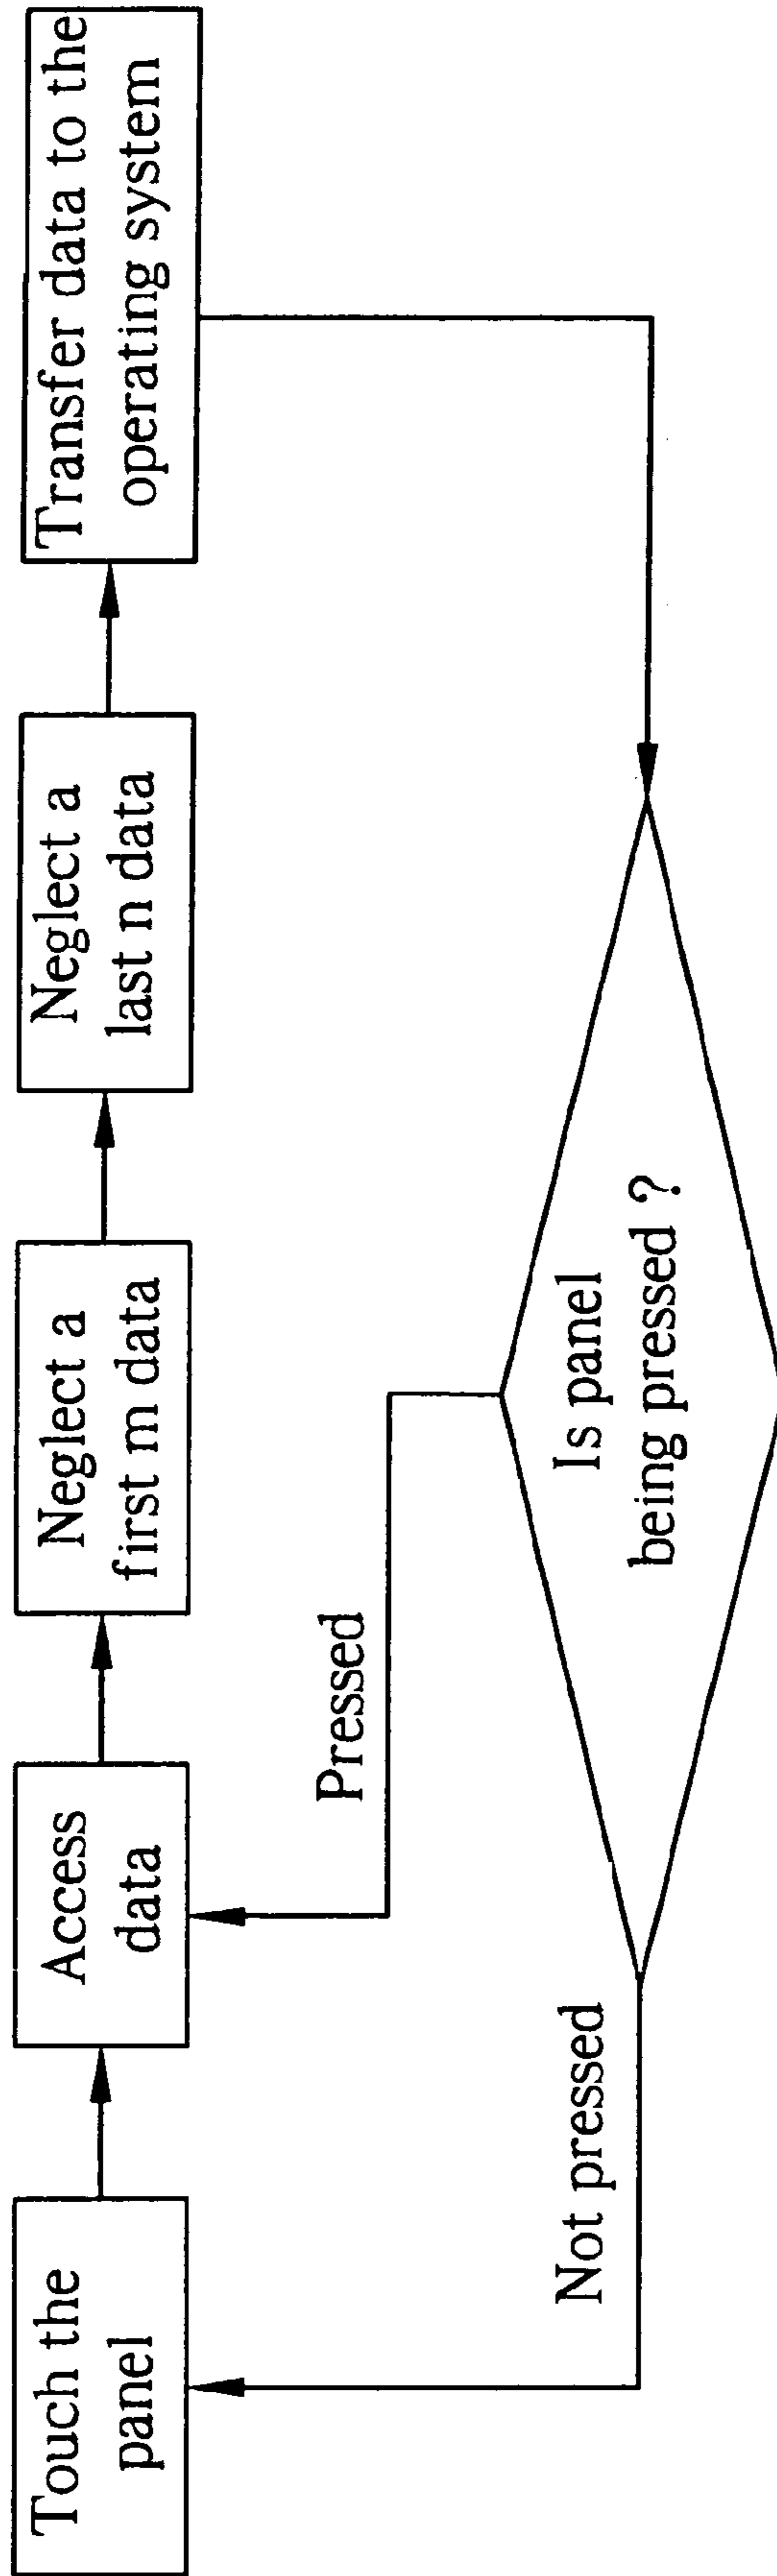 Touch the
panel
Access
data
Neglect a
first m data
Neglect a
last n data
Transfer data to the
operating system
Pressed
Is panel
being pressed ?
Not pressed